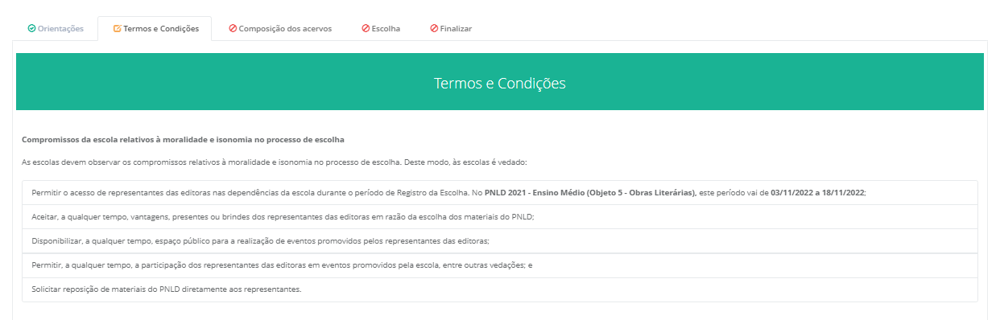 Orientações Termos e Condições Composição dos acervos Escolha Finalizar
Termos e Condições
Compromissos da escola relativos à moralidade e isonomia no processo de escolha
As escolas devem observar os compromissos relativos à moralidade e isonomia no processo de escolha. Deste modo, às escolas é vedado:
Permitir o acesso de representantes das editoras nas dependências da escola durante o período de Registro da Escolha. No PNLD 2021 - Ensino Médio (Objeto 5 - Obras Literárias), este período vai de 03/11/2022 a 18/11/2022;
Aceitar, a qualquer tempo, vantagens, presentes ou brindes dos representantes das editoras em razão da escolha dos materiais do PNLD;
Disponibilizar, a qualquer tempo, espaço público para a realização de eventos promovidos pelos representantes das editoras;
Permitir, a qualquer tempo, a participação dos representantes das editoras em eventos promovidos pela escola, entre outras vedações; e
Solicitar reposição de materiais do PNLD diretamente aos representantes.